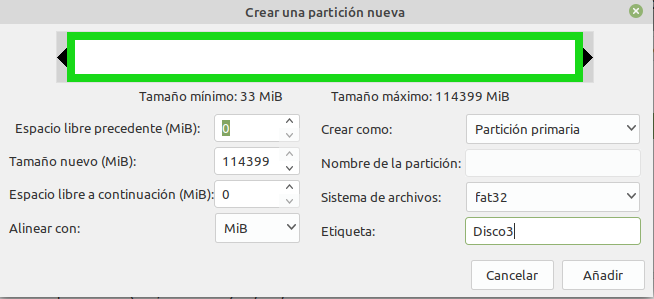 Crear una partición nueva
Tamaño mínimo: 33 MiB Tamaño máximo: 114399 MiB
Espacio libre precedente (MiB): 0 Crear como: Partición primaria
Tamaño nuevo (MiB): 114399 Nombre de la partición:
Espacio libre a continuación (MiB): 0 Sistema de archivos: fat32
Alinear con: MiB Etiqueta: Disco3
Cancelar Añadir